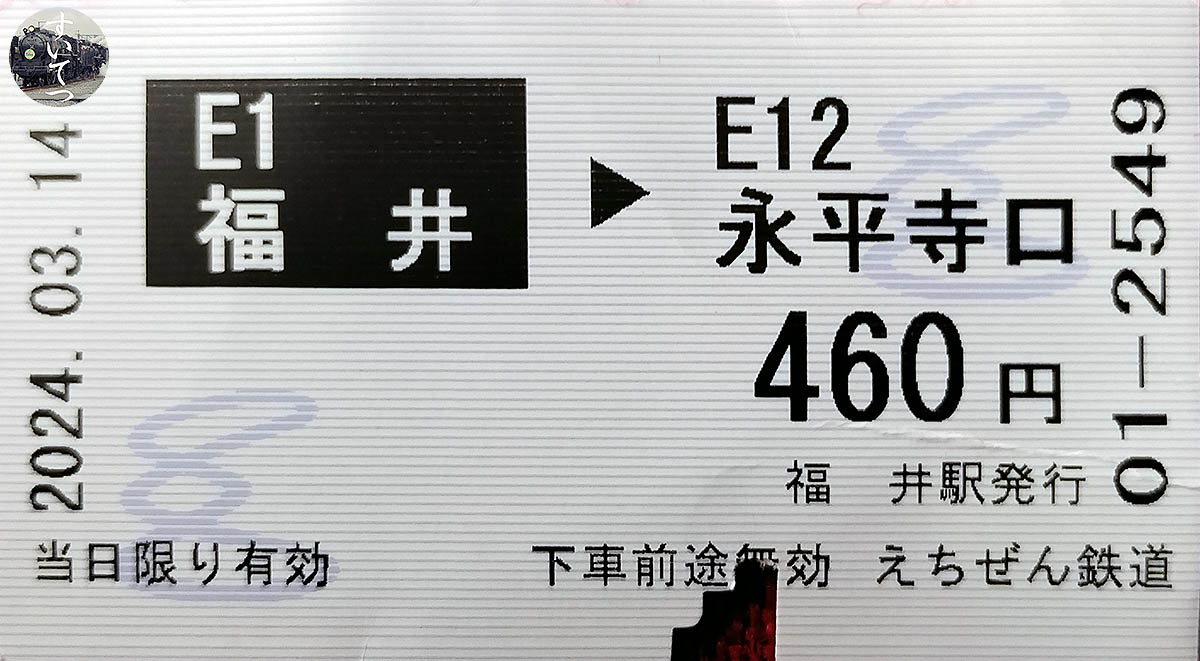 すいてつ
2024. 03. 14
E1
福 井
▶
E12
永平寺口
460円
福 井駅発行
01-2549
当日限り有効
下車前途無効 えちぜん鉄道